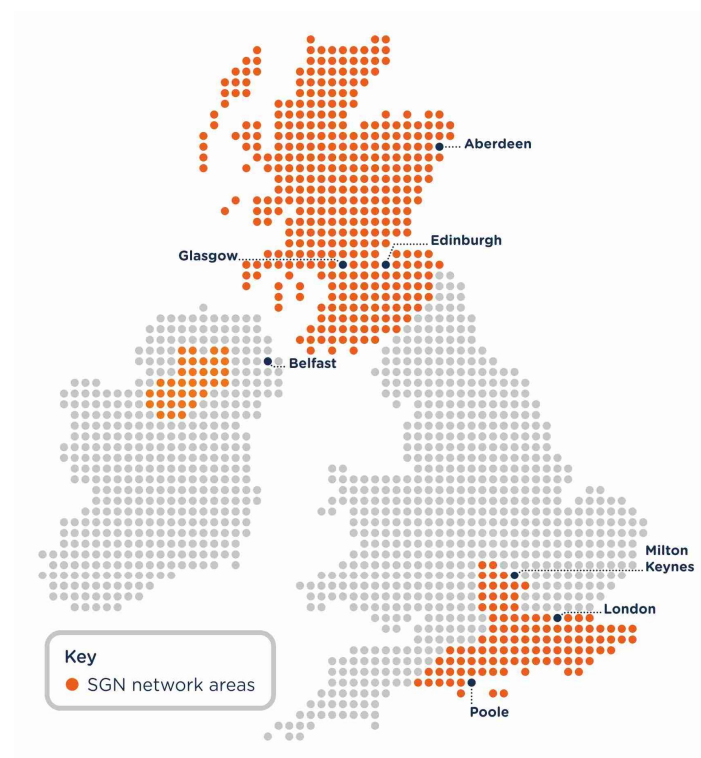 Aberdeen
Edinburgh
Glasgow
Belfast
Milton
Keynes
London
Key
SGN network areas
Poole